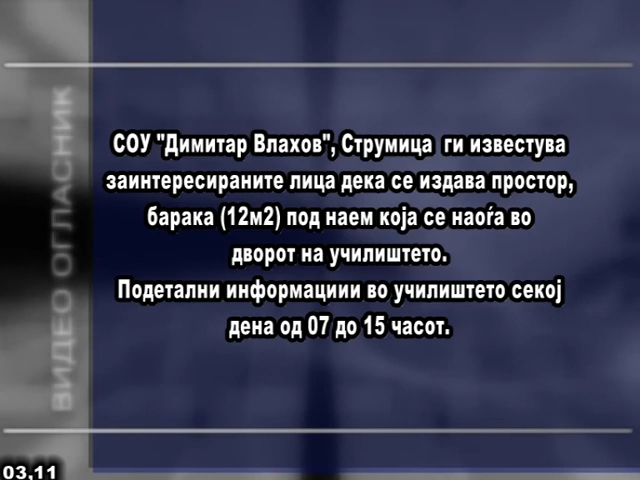 СОУ "Димитар Влахов", Струмица ги известува
заинтересираните лица дека се издава простор,
барака (12м2) под наем која се наоѓа во
дворот на училиштето.
Подетални информациии во училиштето секој
дена од 07 до 15 часот.
ВИДЕО ОГЛАСНИК
03,11